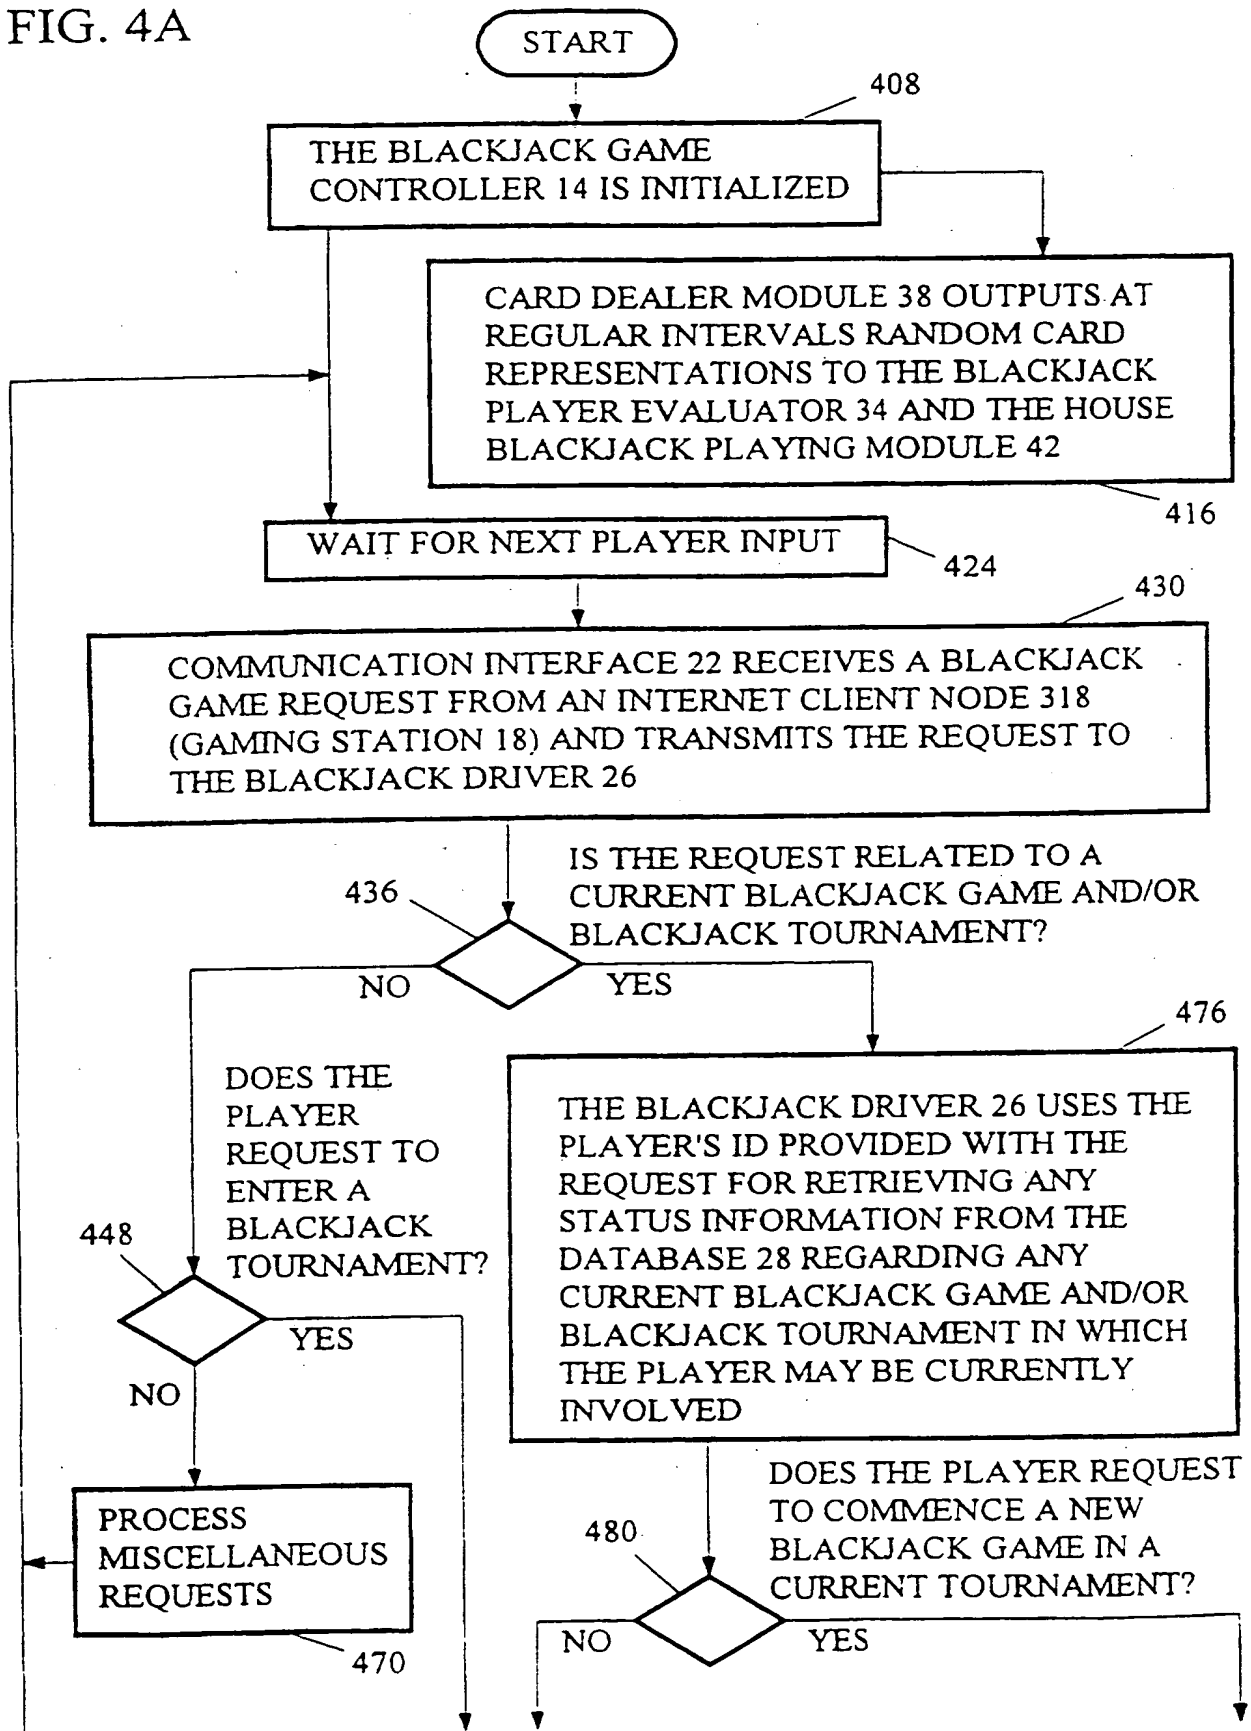 FIG. 4A
START
408
THE BLACKJACK GAME
CONTROLLER 14 IS INITIALIZED
CARD DEALER MODULE 38 OUTPUTS AT
REGULAR INTERVALS RANDOM CARD
REPRESENTATIONS TO THE BLACKJACK
PLAYER EVALUATOR 34 AND THE HOUSE
BLACKJACK PLAYING MODULE 42
416
WAIT FOR NEXT PLAYER INPUT
424
430
COMMUNICATION INTERFACE 22 RECEIVES A BLACKJACK
GAME REQUEST FROM AN INTERNET CLIENT NODE 318
(GAMING STATION 18) AND TRANSMITS THE REQUEST TO
THE BLACKJACK DRIVER 26
IS THE REQUEST RELATED TO A
CURRENT BLACKJACK GAME AND/OR
BLACKJACK TOURNAMENT?
436
NO
YES
476
DOES THE
PLAYER
REQUEST TO
ENTER A
BLACKJACK
TOURNAMENT?
448
YES
NO
THE BLACKJACK DRIVER 26 USES THE
PLAYER'S ID PROVIDED WITH THE
REQUEST FOR RETRIEVING ANY
STATUS INFORMATION FROM THE
DATABASE 28 REGARDING ANY
CURRENT BLACKJACK GAME AND/OR
BLACKJACK TOURNAMENT IN WHICH
THE PLAYER MAY BE CURRENTLY
INVOLVED
PROCESS
MISCELLANEOUS
REQUESTS
470
DOES THE PLAYER REQUEST
TO COMMENCE A NEW
BLACKJACK GAME IN A
CURRENT TOURNAMENT?
480
NO
YES